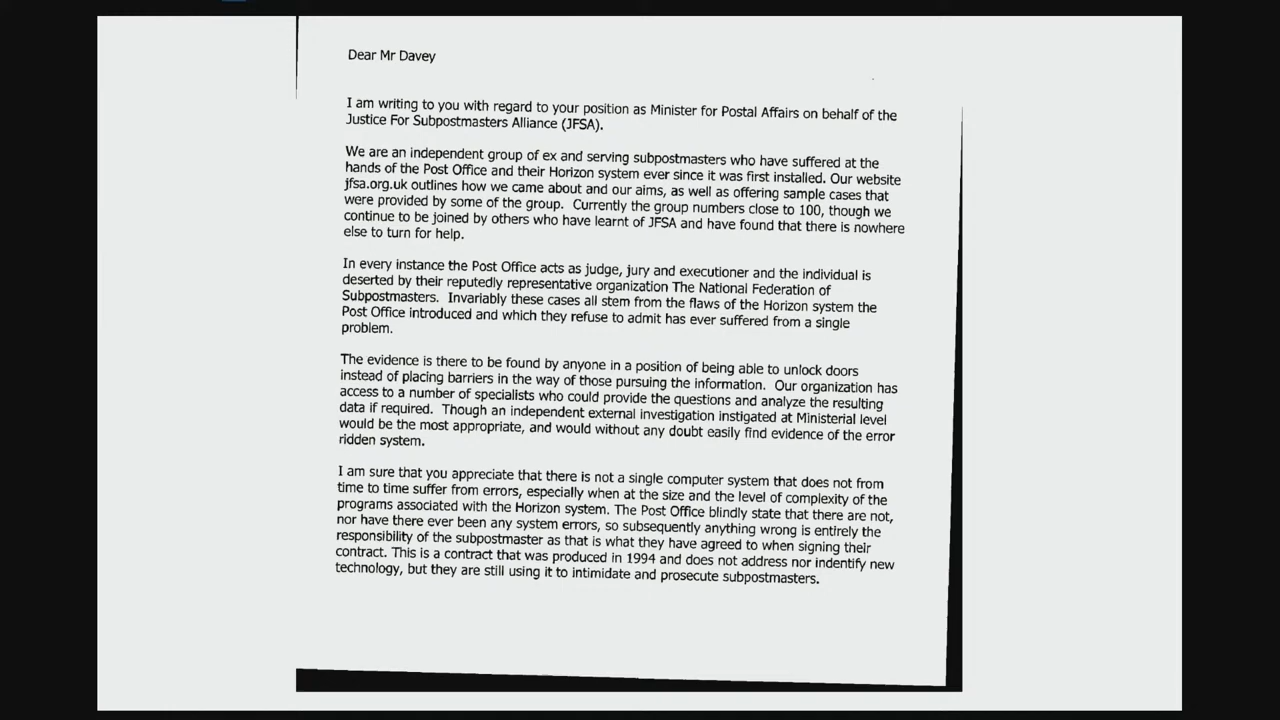 Dear Mr Davey
I am writing to you with regard to your position as Minister for Postal Affairs on behalf of the
Justice For Subpostmasters Alliance (JFSA).
We are an independent group of ex and serving subpostmasters who have suffered at the
hands of the Post Office and their Horizon system ever since it was first installed. Our website
jfsa.org.uk outlines how we came about and our aims, as well as offering sample cases that
were provided by some of the group. Currently the group numbers close to 100, though we
continue to be joined by others who have learnt of JFSA and have found that there is nowhere
else to turn for help.
In every instance the Post Office acts as judge, jury and executioner and the individual is
deserted by their reputedly representative organization The National Federation of
Subpostmasters. Invariably these cases all stem from the flaws of the Horizon system the
Post Office introduced and which they refuse to admit has ever suffered from a single
problem.
The evidence is there to be found by anyone in a position of being able to unlock doors
instead of placing barriers in the way of those pursuing the information. Our organization has
access to a number of specialists who could provide the questions and analyze the resulting
data if required. Though an independent external investigation instigated at Ministerial level
would be the most appropriate, and would without any doubt easily find evidence of the error
ridden system.
I am sure that you appreciate that there is not a single computer system that does not from
time to time suffer from errors, especially when at the size and the level of complexity of the
programs associated with the Horizon system. The Post Office blindly state that there are not,
nor have there ever been any system errors, so subsequently anything wrong is entirely the
responsibility of the subpostmaster as that is what they have agreed to when signing their
contract. This is a contract that was produced in 1994 and does not address nor indentify new
technology, but they are still using it to intimidate and prosecute subpostmasters.